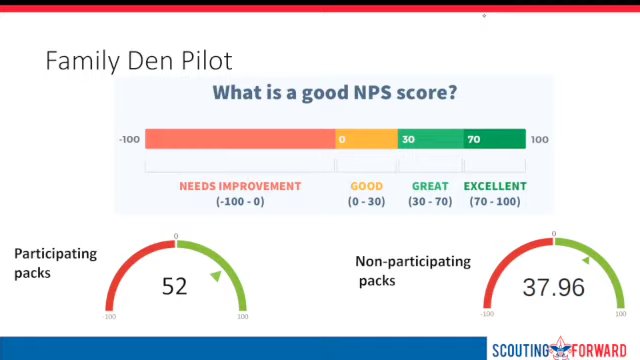 Family Den Pilot
What is a good NPS score?
-100 0 30 70 100
NEEDS IMPROVEMENT GOOD GREAT EXCELLENT
(-100 - 0) (0 - 30) (30 - 70) (70 - 100)
Participating
packs
0
52
-100 100
Non-participating
packs
0
37.96
-100 100
SCOUTING FORWARD